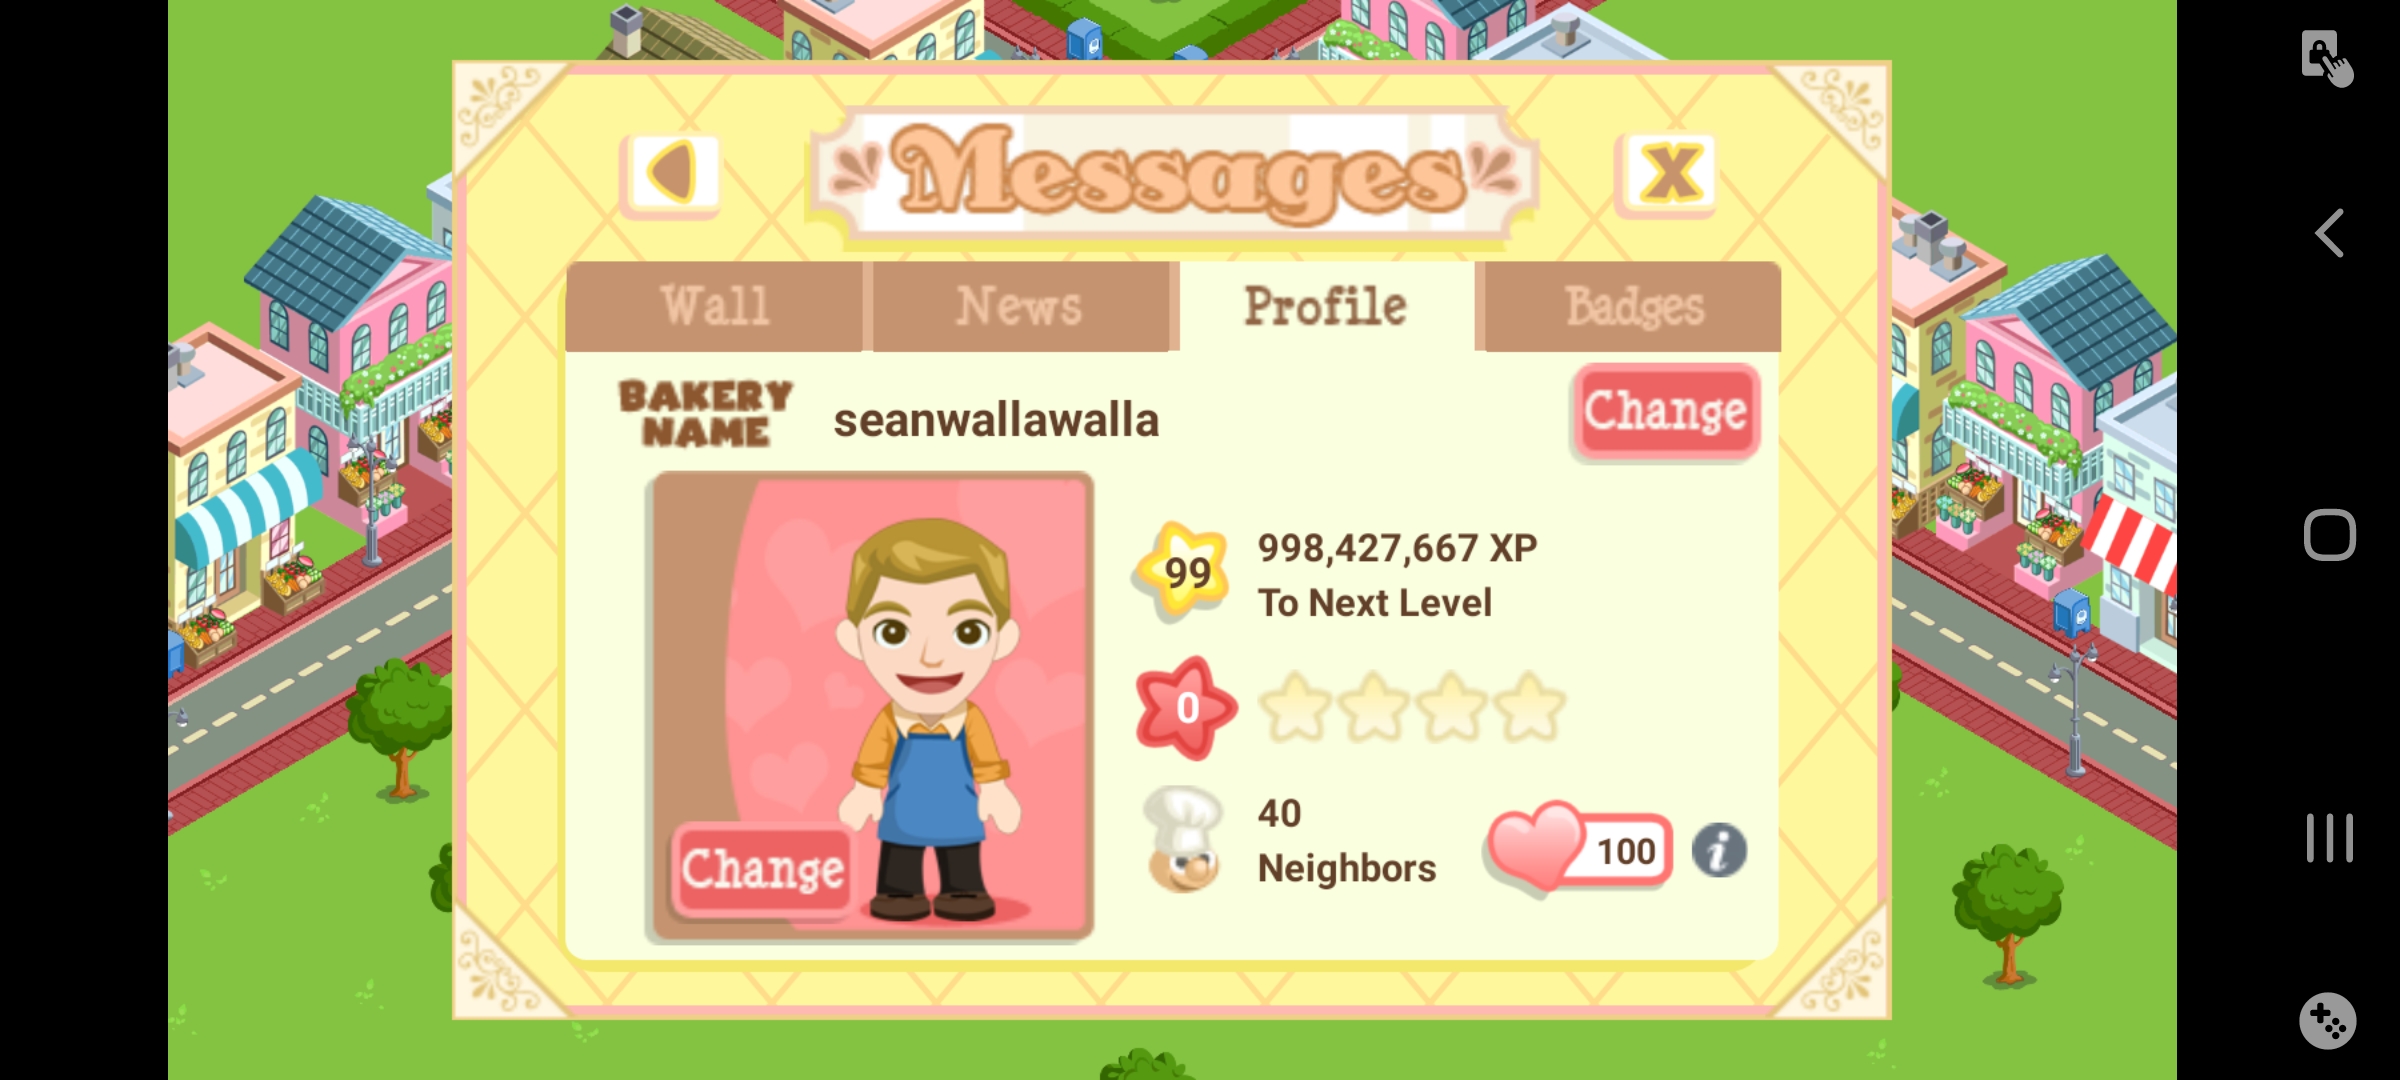 Messages
X
Wall
News
Profile
Badges
BAKERY
NAME
seanwallawalla
Change
99
998,427,667 XP
To Next Level
0
40
Neighbors
100
i
Change